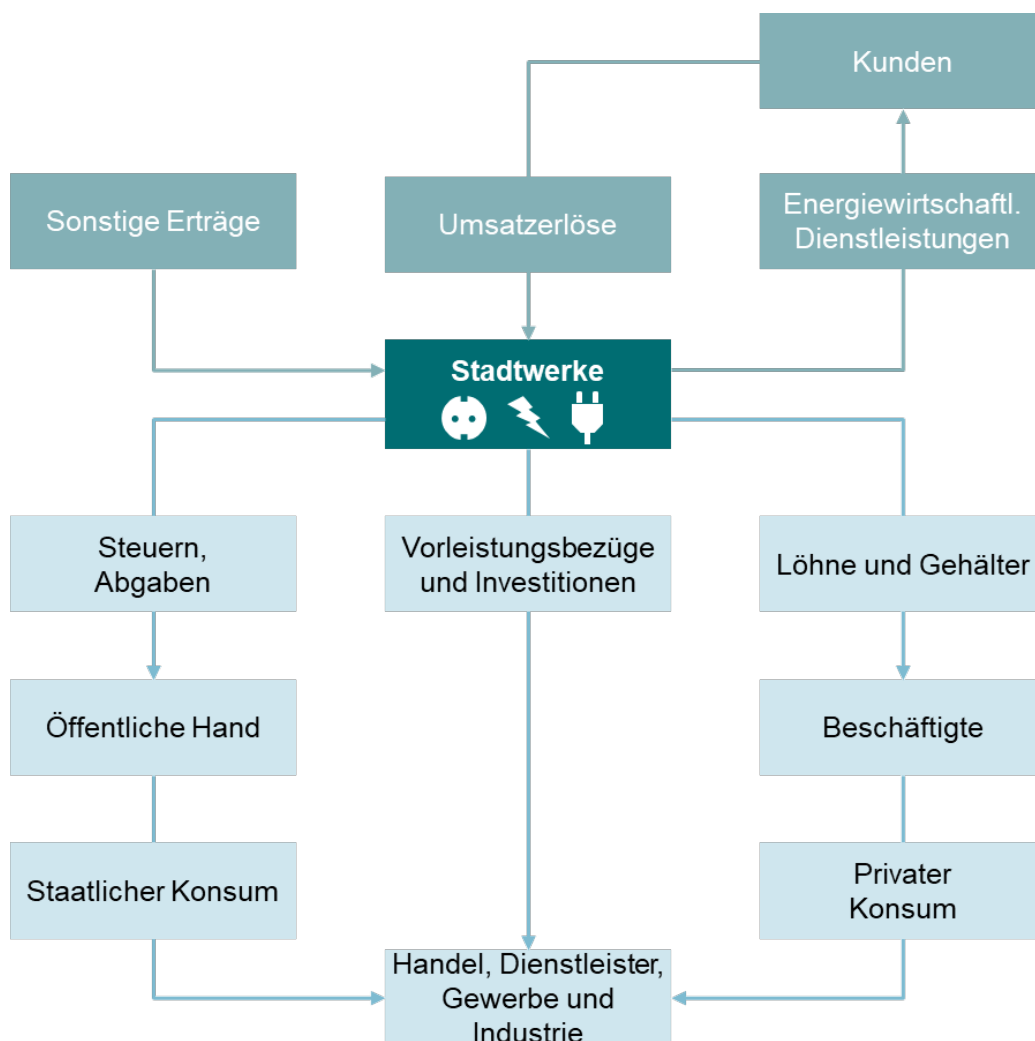 Kunden
Sonstige Erträge
Umsatzerlöse
Energiewirtschaftl.
Dienstleistungen
Stadtwerke
Steuern,
Abgaben
Vorleistungsbezüge
und Investitionen
Löhne und Gehälter
Öffentliche Hand
Beschäftigte
Staatlicher Konsum
Privater
Konsum
Handel, Dienstleister,
Gewerbe und
Industrie